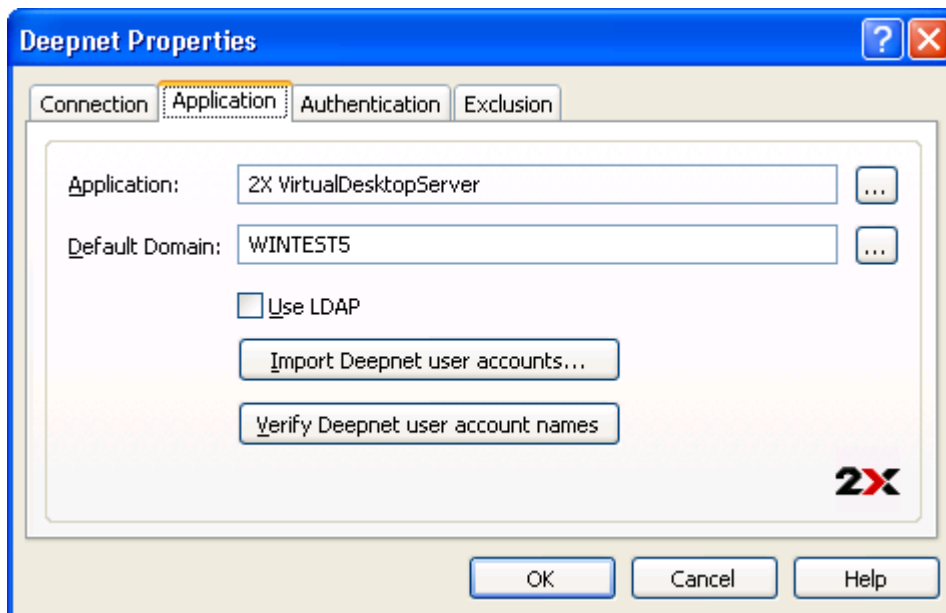 Deepnet Properties
Connection Application Authentication Exclusion
Application: 2X VirtualDesktopServer ...
Default Domain: WINTEST5 ...
Use LDAP
Import Deepnet user accounts...
Verify Deepnet user account names
2X
OK Cancel Help